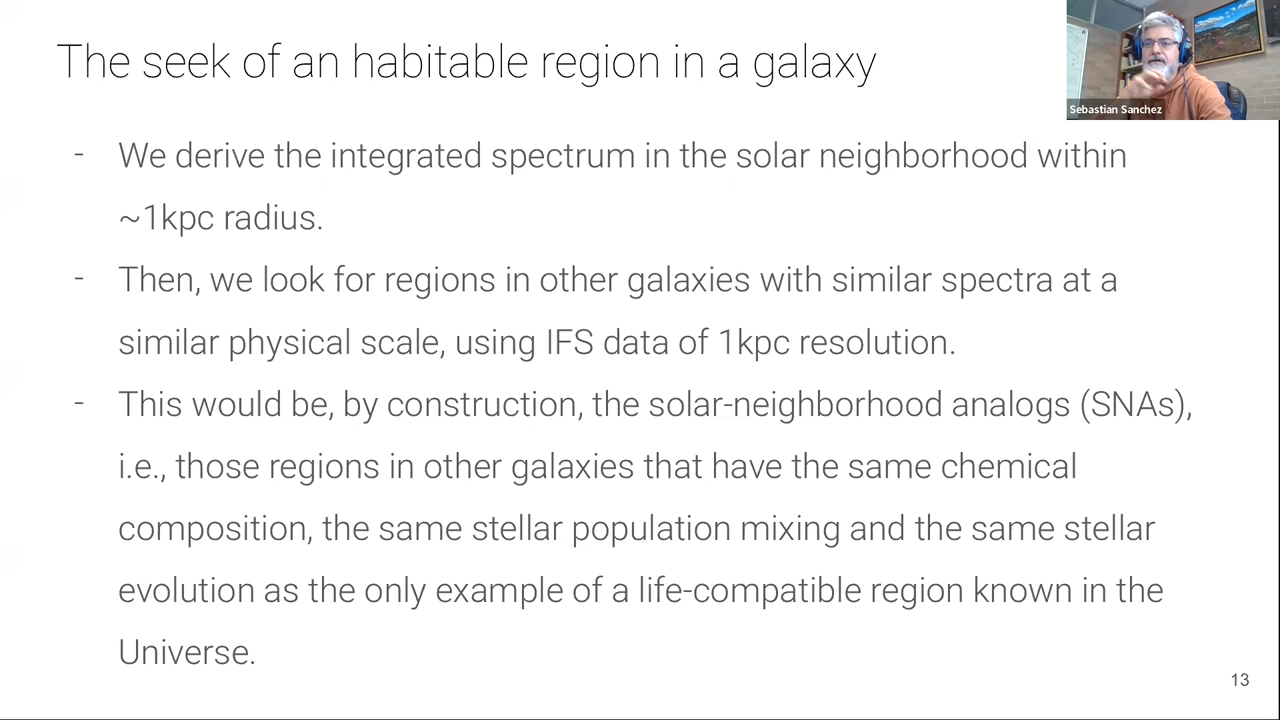 The seek of an habitable region in a galaxy
Sebastian Sanchez
- We derive the integrated spectrum in the solar neighborhood within
~1kpc radius.
- Then, we look for regions in other galaxies with similar spectra at a
similar physical scale, using IFS data of 1kpc resolution.
- This would be, by construction, the solar-neighborhood analogs (SNAs),
i.e., those regions in other galaxies that have the same chemical
composition, the same stellar population mixing and the same stellar
evolution as the only example of a life-compatible region known in the
Universe.
13